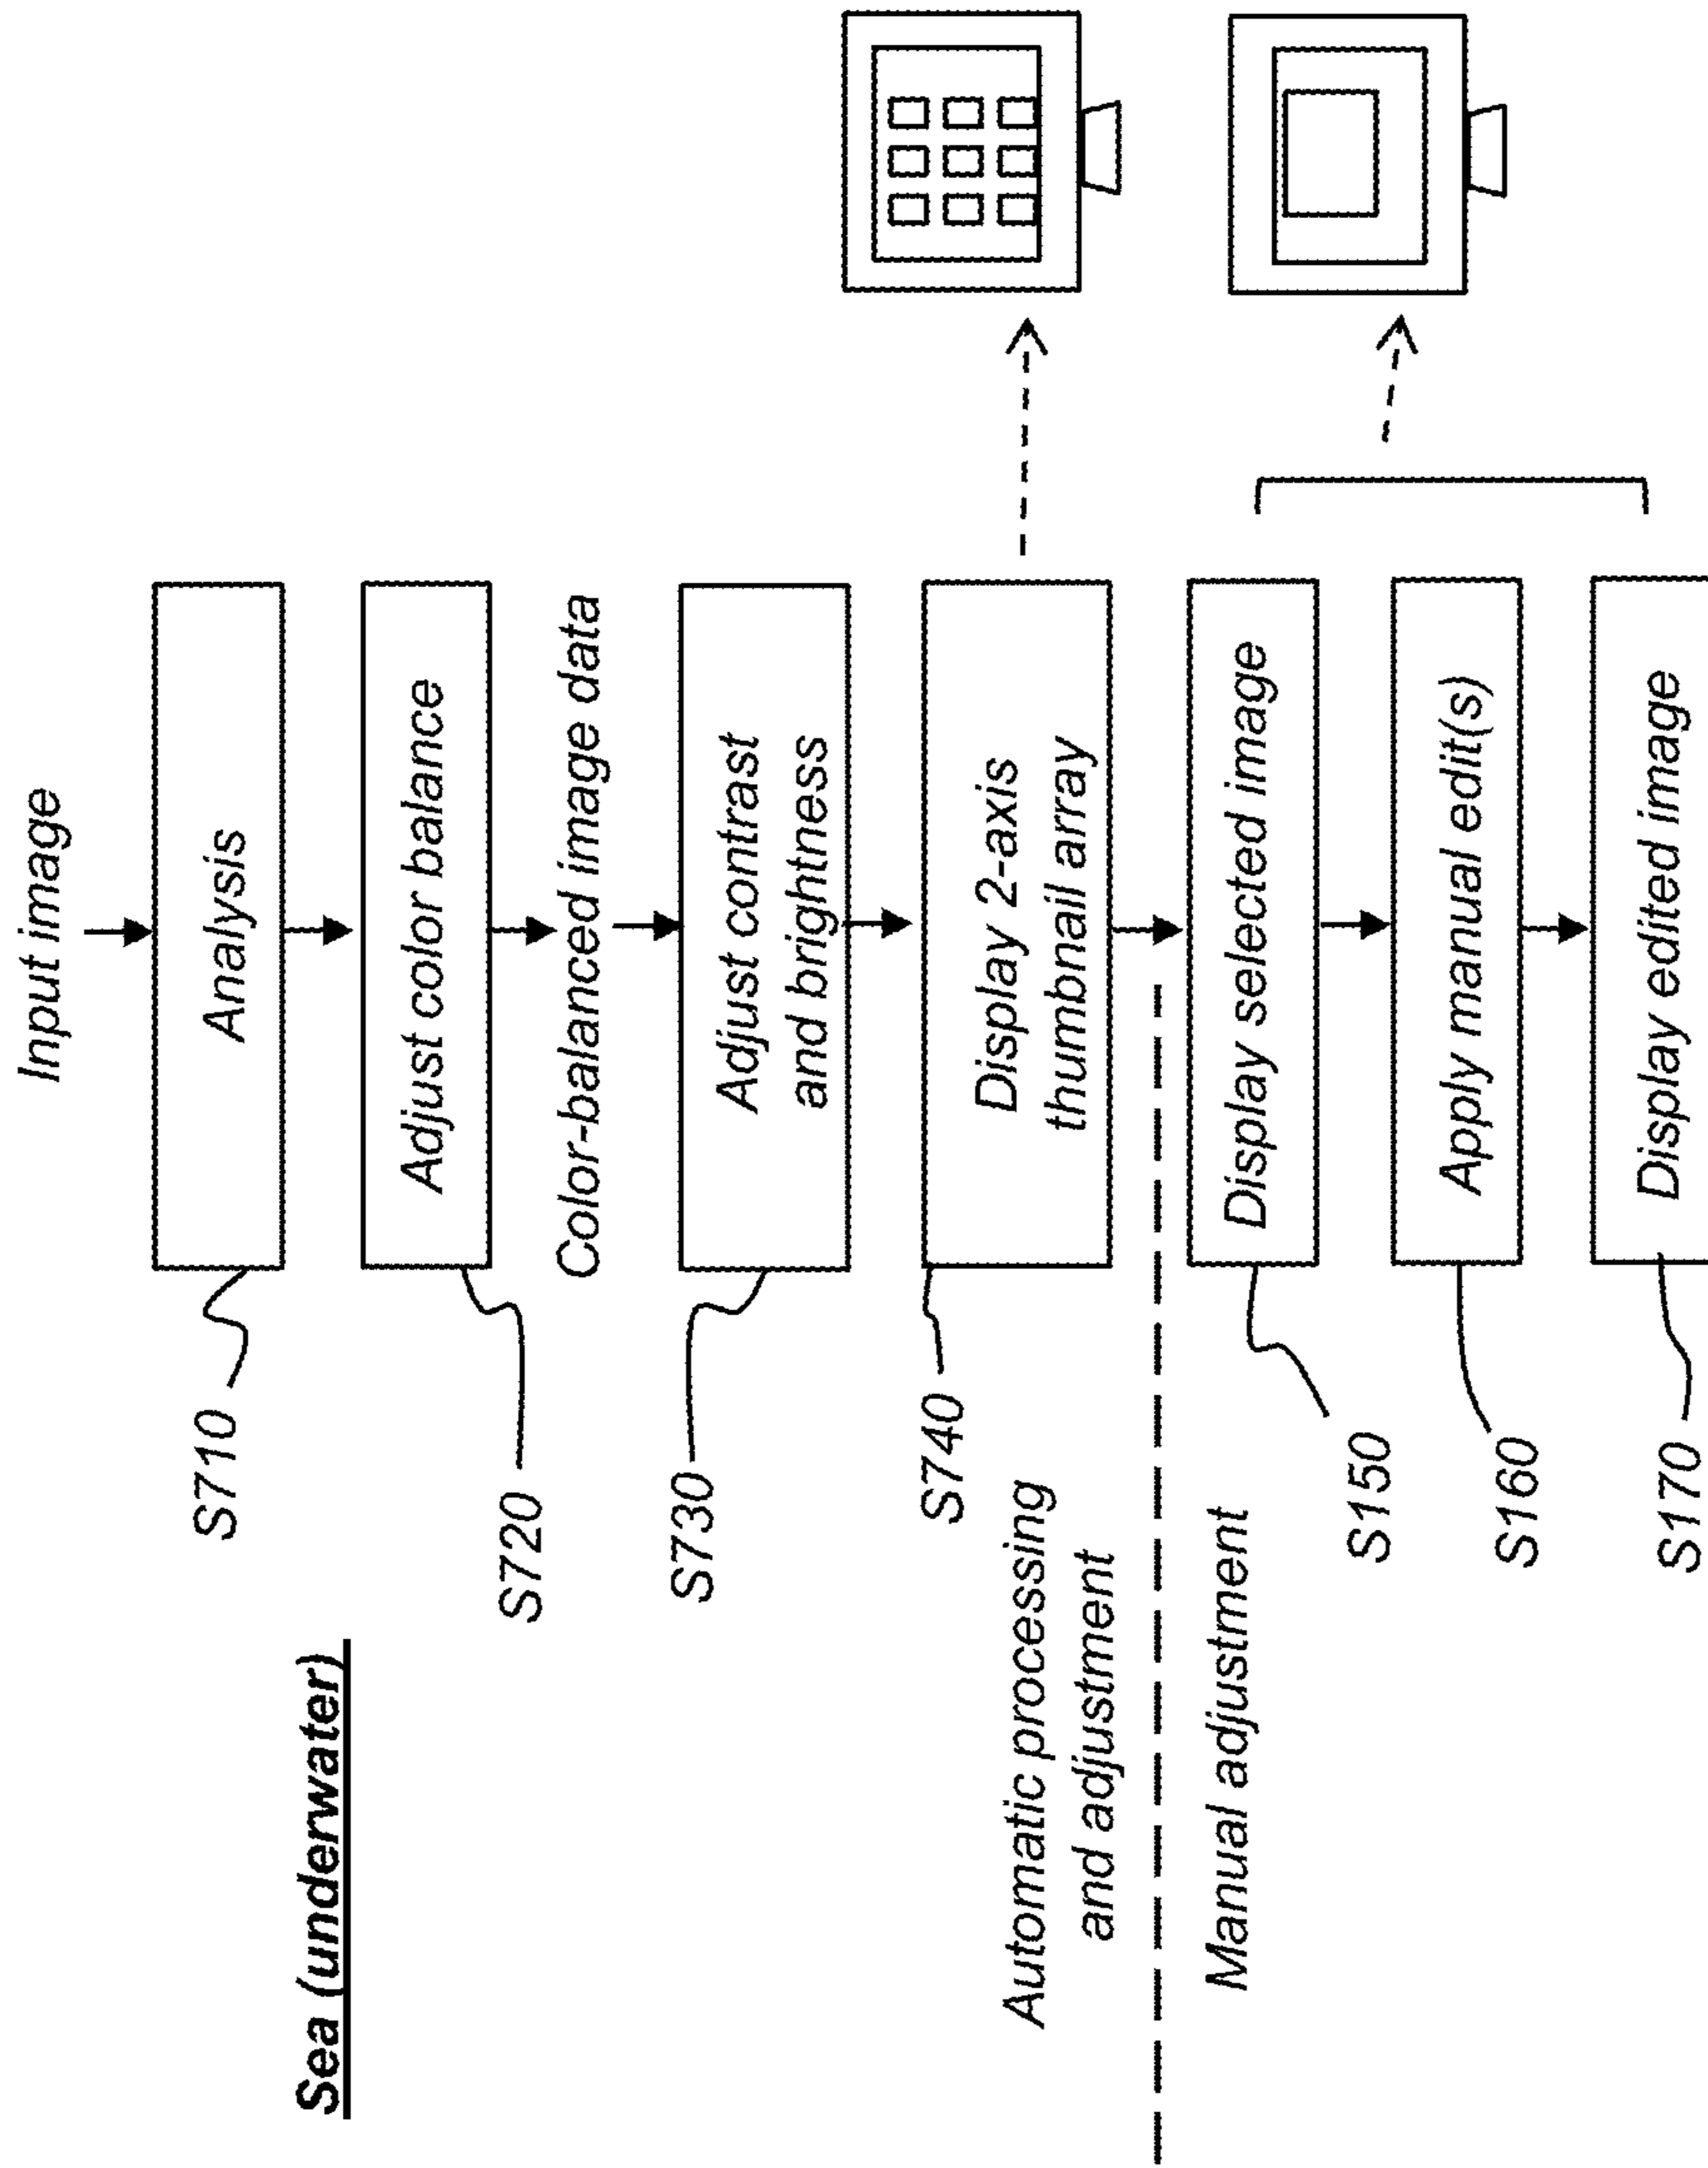 Sea (underwater)
Input image
Analysis
S710
Adjust color balance
S720
Color-balanced image data
Adjust contrast
and brightness
S730
Display 2-axis
thumbnail array
S740
Automatic processing
and adjustment
Manual adjustment
Display selected image
S150
Apply manual edit(s)
S160
Display edited image
S170